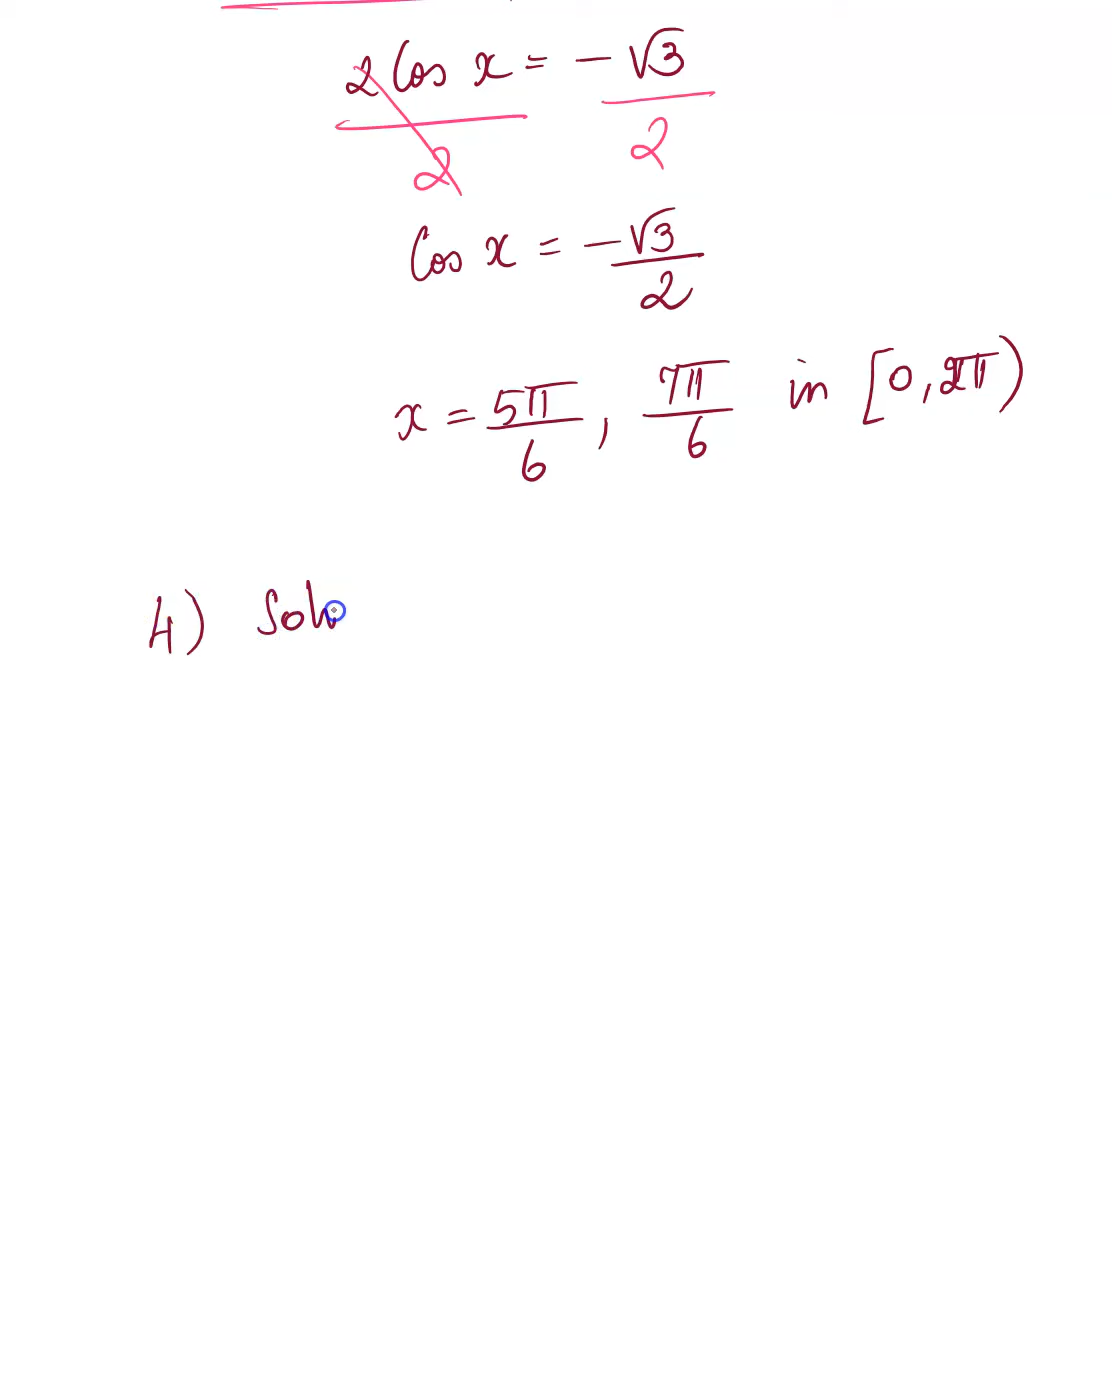 2 Cos x = - √3
2 2
Cos x = - √3/2
x = 5π/6 , 7π/6 in [0, 2π)
4) Solv